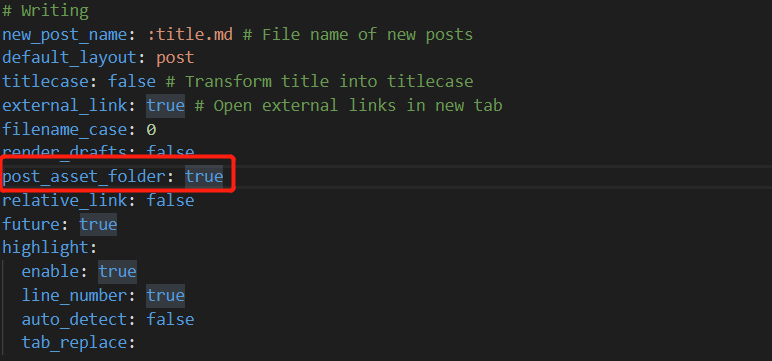 # Writing
new_post_name: :title.md # File name of new posts
default_layout: post
titlecase: false # Transform title into titlecase
external_link: true # Open external links in new tab
filename_case: 0
render_drafts: false
post_asset_folder: true
relative_link: false
future: true
highlight:
  enable: true
  line_number: true
  auto_detect: false
  tab_replace: